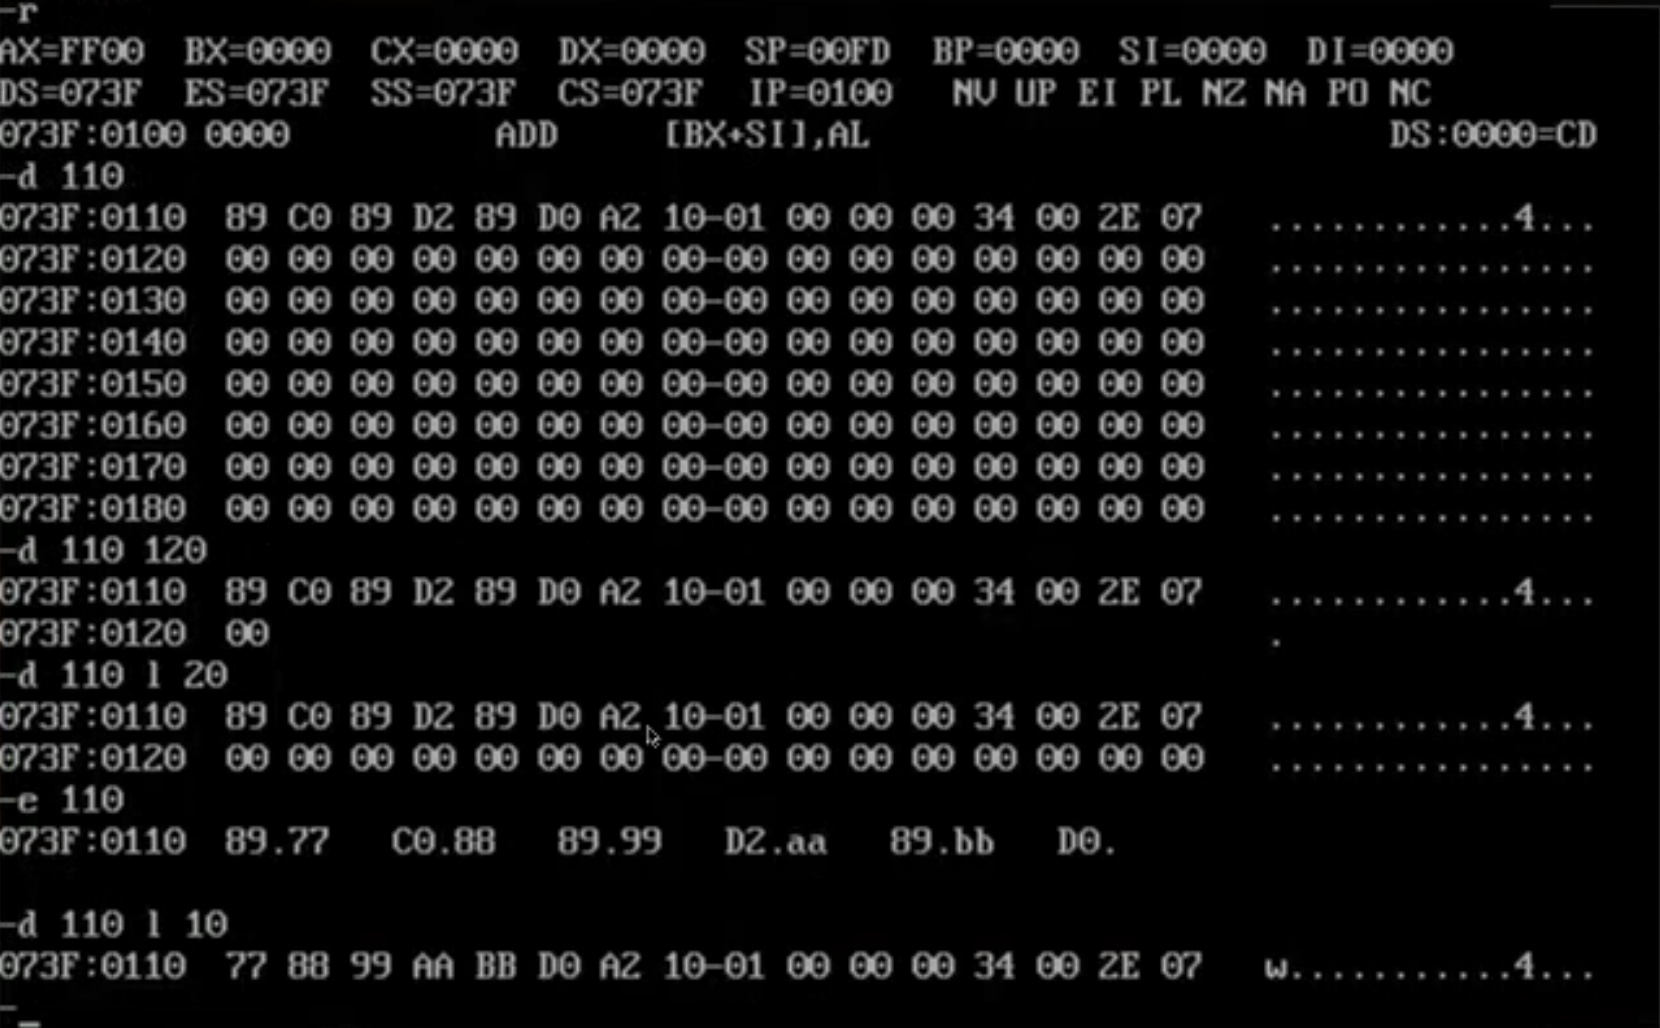 -r
AX=FF00  BX=0000  CX=0000  DX=0000  SP=00FD  BP=0000  SI=0000  DI=0000
DS=073F  ES=073F  SS=073F  CS=073F  IP=0100   NV UP EI PL NZ NA PO NC
073F:0100 0000          ADD     [BX+SI],AL                         DS:0000=CD
-d 110
073F:0110  89 C0 89 D2 89 D0 A2 10-01 00 00 00 34 00 2E 07   ............4...
073F:0120  00 00 00 00 00 00 00 00-00 00 00 00 00 00 00 00   ................
073F:0130  00 00 00 00 00 00 00 00-00 00 00 00 00 00 00 00   ................
073F:0140  00 00 00 00 00 00 00 00-00 00 00 00 00 00 00 00   ................
073F:0150  00 00 00 00 00 00 00 00-00 00 00 00 00 00 00 00   ................
073F:0160  00 00 00 00 00 00 00 00-00 00 00 00 00 00 00 00   ................
073F:0170  00 00 00 00 00 00 00 00-00 00 00 00 00 00 00 00   ................
073F:0180  00 00 00 00 00 00 00 00-00 00 00 00 00 00 00 00   ................
-d 110 120
073F:0110  89 C0 89 D2 89 D0 A2 10-01 00 00 00 34 00 2E 07   ............4...
073F:0120  00                                                .
-d 110 l 20
073F:0110  89 C0 89 D2 89 D0 A2 10-01 00 00 00 34 00 2E 07   ............4...
073F:0120  00 00 00 00 00 00 00 00-00 00 00 00 00 00 00 00   ................
-e 110
073F:0110  89.77   C0.88   89.99   D2.aa   89.bb   D0.
-d 110 l 10
073F:0110  77 88 99 AA BB D0 A2 10-01 00 00 00 34 00 2E 07   w...........4...
-_